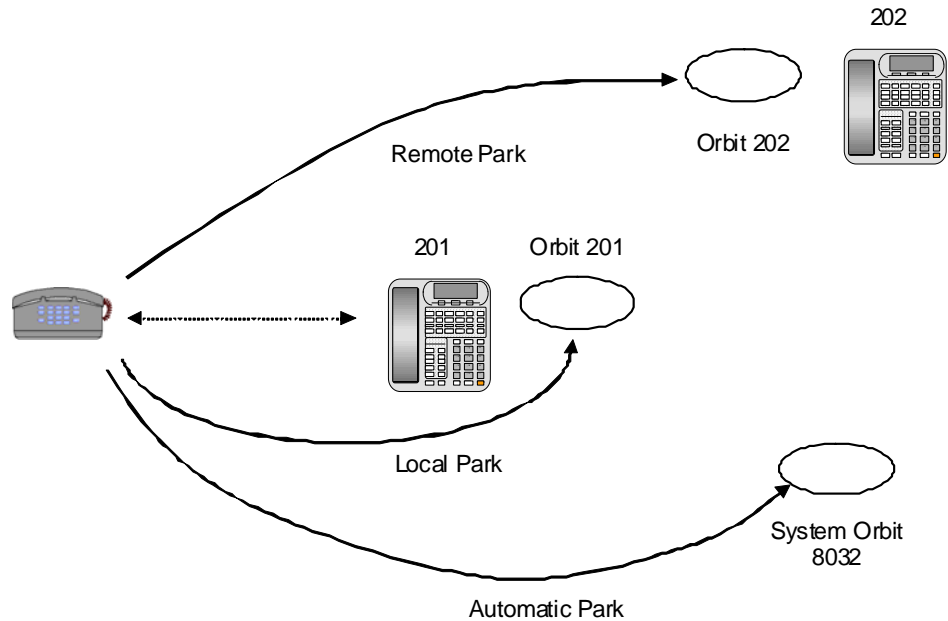 202
Orbit 202
Remote Park
201
Orbit 201
Local Park
System Orbit
8032
Automatic Park